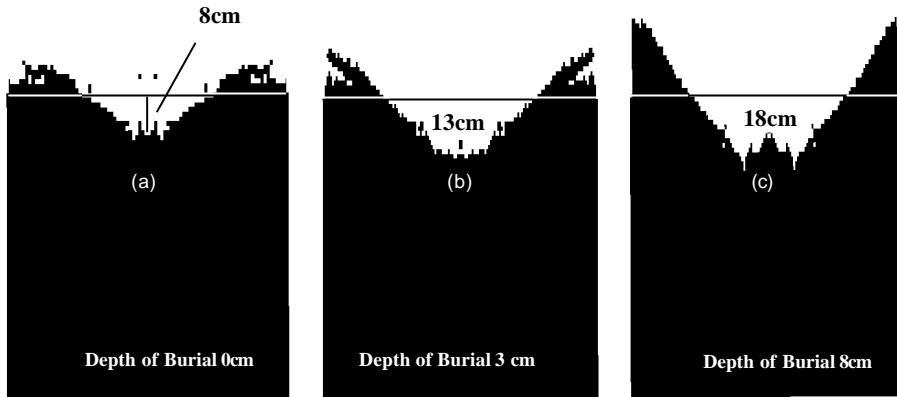 8cm
13cm
18cm
(a)
(b)
(c)
Depth of Burial 0cm
Depth of Burial 3 cm
Depth of Burial 8cm